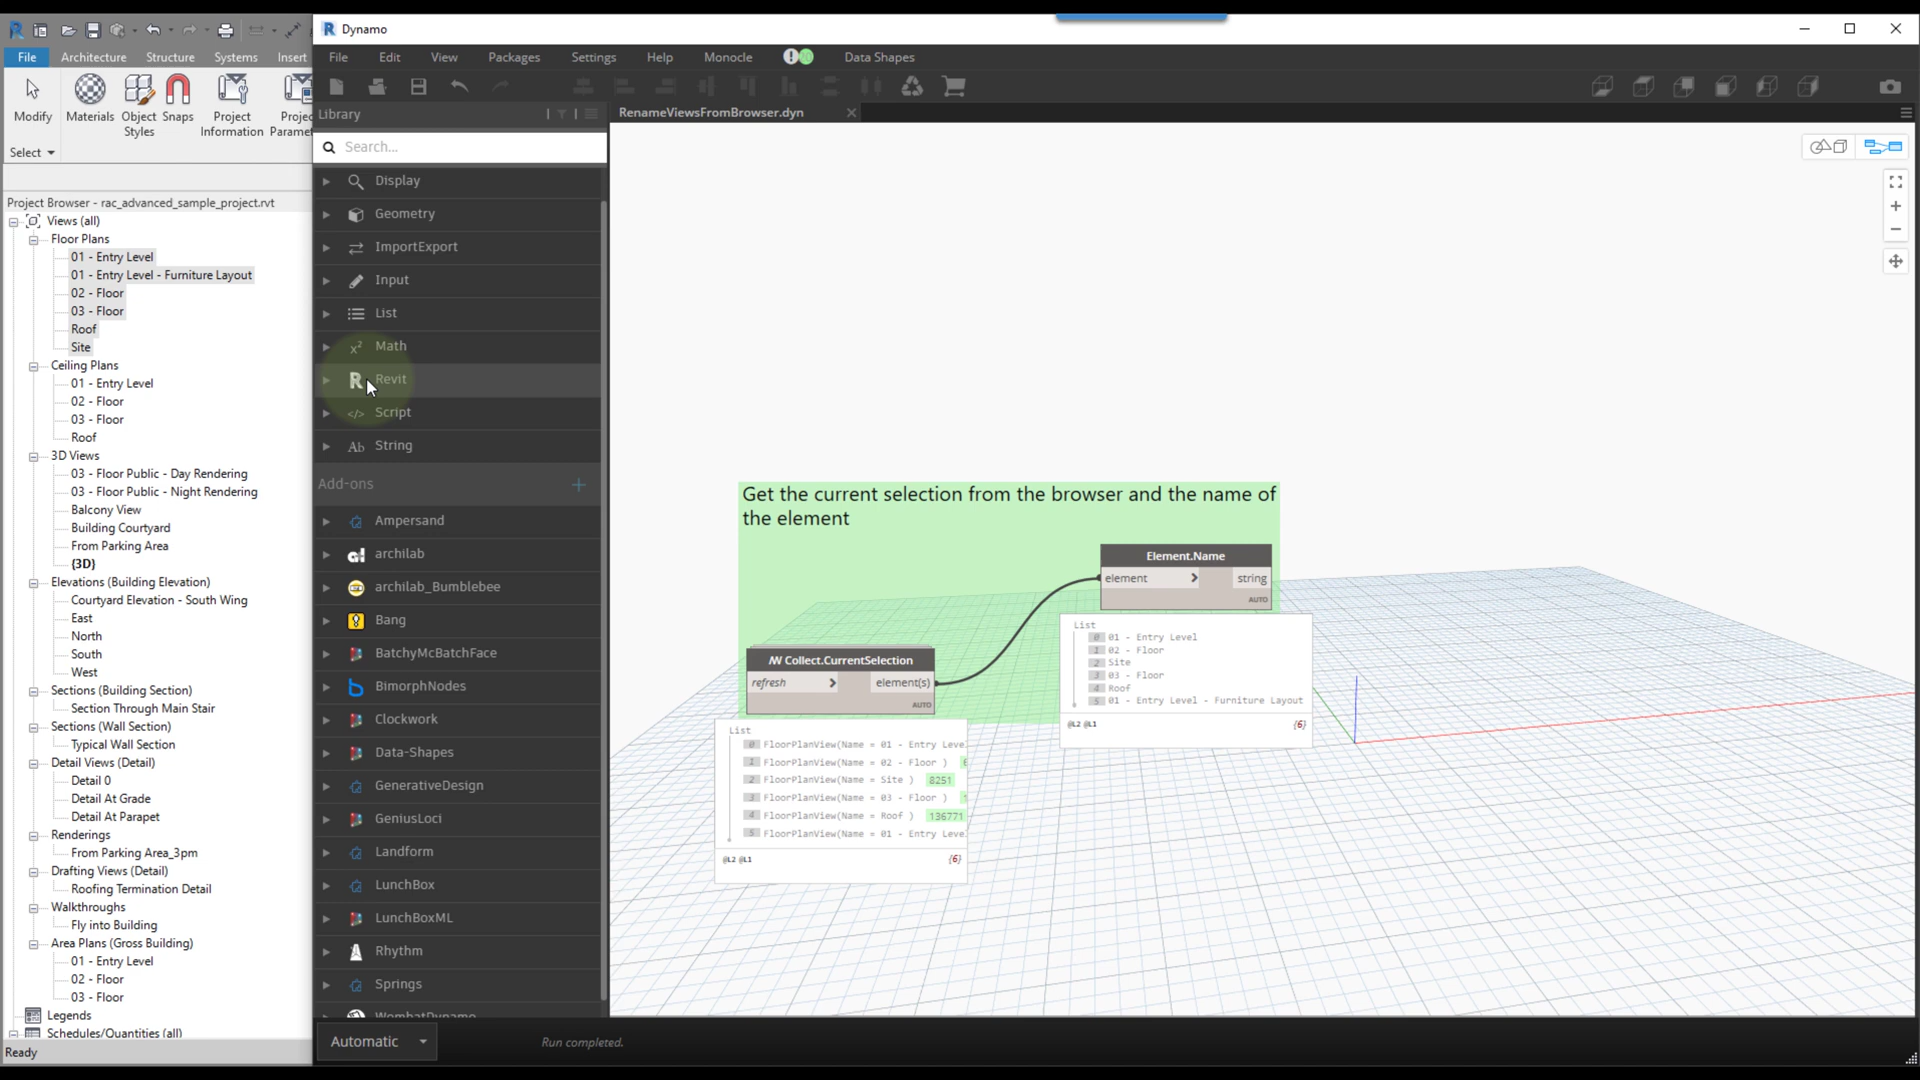 Dynamo
File
Architecture
Structure
Systems
Insert
Modify
Materials
Object
Styles
Snaps
Project
Information
Projec
Paramet
Select
Project Browser - rac_advanced_sample_project.rvt
Views (all)
Floor Plans
01 - Entry Level
01 - Entry Level - Furniture Layout
02 - Floor
03 - Floor
Roof
Site
Ceiling Plans
01 - Entry Level
02 - Floor
03 - Floor
Roof
3D Views
03 - Floor Public - Day Rendering
03 - Floor Public - Night Rendering
Balcony View
Building Courtyard
From Parking Area
{3D}
Elevations (Building Elevation)
Courtyard Elevation - South Wing
East
North
South
West
Sections (Building Section)
Section Through Main Stair
Sections (Wall Section)
Typical Wall Section
Detail Views (Detail)
Detail 0
Detail At Grade
Detail At Parapet
Renderings
From Parking Area_3pm
Drafting Views (Detail)
Roofing Termination Detail
Walkthroughs
Fly into Building
Area Plans (Gross Building)
01 - Entry Level
02 - Floor
03 - Floor
Legends
Schedules/Quantities (all)
Ready
File Edit View Packages Settings Help Monocle Data Shapes
Library
RenameViewsFromBrowser.dyn
Search...
Display
Geometry
ImportExport
Input
List
Math
Revit
Script
String
Add-ons
Ampersand
archilab
archilab_Bumblebee
Bang
BatchyMcBatchFace
BimorphNodes
Clockwork
Data-Shapes
GenerativeDesign
GeniusLoci
Landform
LunchBox
LunchBoxML
Rhythm
Springs
WombatDynamo
Automatic
Run completed.
Get the current selection from the browser and the name of
the element
Element.Name
element > string
AUTO
List
0 01 - Entry Level
1 02 - Floor
2 Site
3 03 - Floor
4 Roof
5 01 - Entry Level - Furniture Layout
@L2 @L1 {6}
Collect.CurrentSelection
refresh > element(s)
AUTO
List
0 FloorPlanView(Name = 01 - Entry Leve
1 FloorPlanView(Name = 02 - Floor )
2 FloorPlanView(Name = Site ) 8251
3 FloorPlanView(Name = 03 - Floor )
4 FloorPlanView(Name = Roof ) 136771
5 FloorPlanView(Name = 01 - Entry Leve
@L2 @L1 {6}